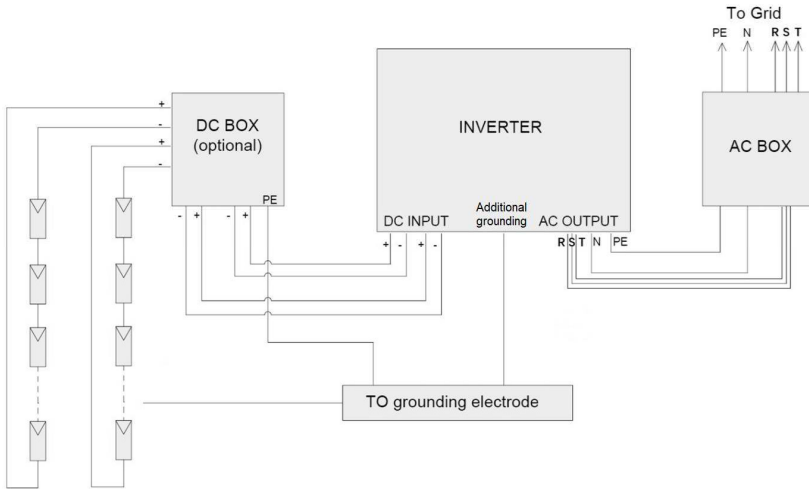 To Grid
PE N R S T
+
-
+
-
DC BOX
(optional)
PE
- + - +
INVERTER
DC INPUT
Additional
grounding
AC OUTPUT
+ - + -
R S T N PE
AC BOX
TO grounding electrode